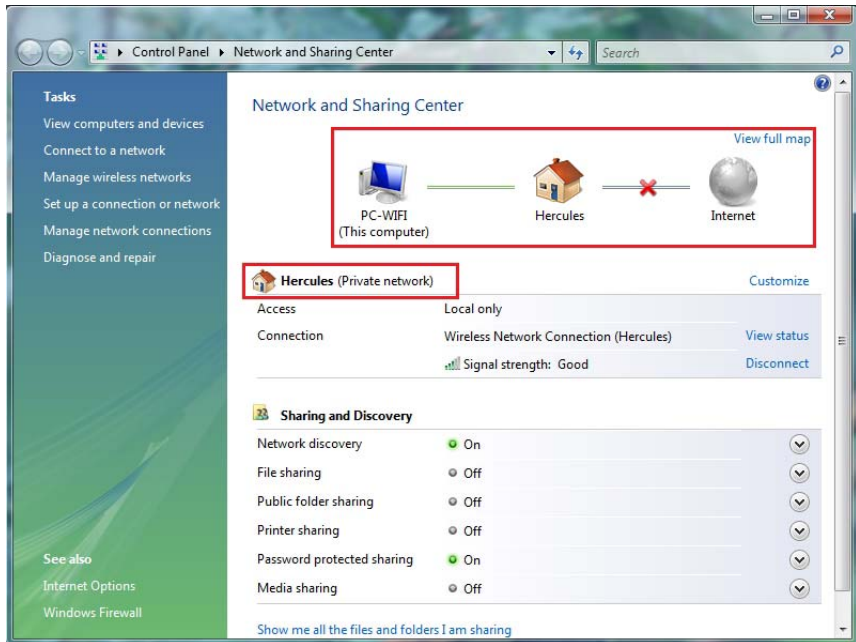 Control Panel Network and Sharing Center
Search
Tasks
View computers and devices
Connect to a network
Manage wireless networks
Set up a connection or network
Manage network connections
Diagnose and repair
See also
Internet Options
Windows Firewall
Network and Sharing Center
View full map
PC-WIFI
(This computer)
Hercules
Internet
Hercules (Private network)
Customize
Access Local only
Connection Wireless Network Connection (Hercules) View status
Signal strength: Good Disconnect
Sharing and Discovery
Network discovery On
File sharing Off
Public folder sharing Off
Printer sharing Off
Password protected sharing On
Media sharing Off
Show me all the files and folders I am sharing